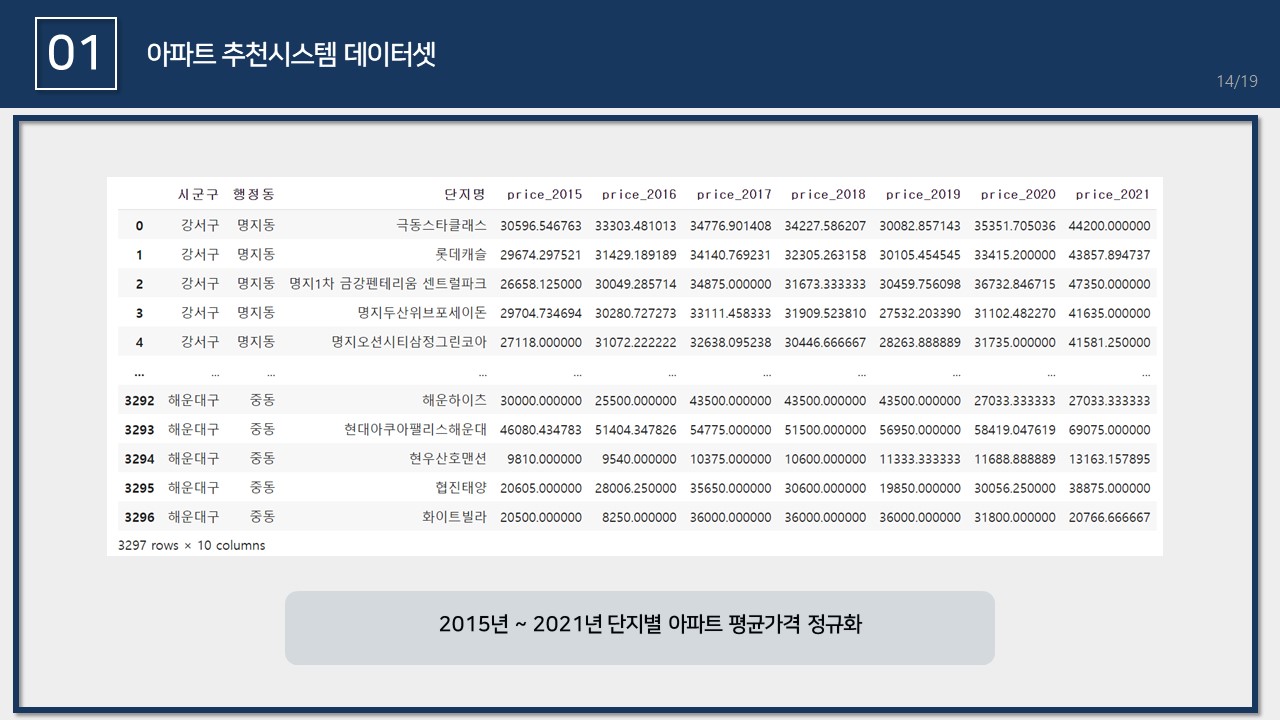 01
아파트 추천시스템 데이터셋
14/19
시군구 행정동 단지명 price_2015 price_2016 price_2017 price_2018 price_2019 price_2020 price_2021
0 강서구 명지동 극동스타클래스 30596.546763 33303.481013 34776.901408 34227.586207 30082.857143 35351.705036 44200.000000
1 강서구 명지동 롯데캐슬 29674.297521 31429.189189 34140.769231 32305.263158 30105.454545 33415.200000 43857.894737
2 강서구 명지동 명지1차 금강펜테리움 센트럴파크 26658.125000 30049.285714 34875.000000 31673.333333 30459.756098 36732.846715 47350.000000
3 강서구 명지동 명지두산위브포세이돈 29704.734694 30280.727273 33111.458333 31909.523810 27532.203390 31102.482270 41635.000000
4 강서구 명지동 명지오션시티삼정그린코아 27118.000000 31072.222222 32638.095238 30446.666667 28263.888889 31735.000000 41581.250000
... ... ... ... ... ... ... ... ... ... ...
3292 해운대구 중동 해운하이츠 30000.000000 25500.000000 43500.000000 43500.000000 43500.000000 27033.333333 27033.333333
3293 해운대구 중동 현대아쿠아팰리스해운대 46080.434783 51404.347826 54775.000000 51500.000000 56950.000000 58419.047619 69075.000000
3294 해운대구 중동 현우산호맨션 9810.000000 9540.000000 10375.000000 10600.000000 11333.333333 11688.888889 13163.157895
3295 해운대구 중동 협진태양 20605.000000 28006.250000 35650.000000 30600.000000 19850.000000 30056.250000 38875.000000
3296 해운대구 중동 화이트빌라 20500.000000 8250.000000 36000.000000 36000.000000 36000.000000 31800.000000 20766.666667
3297 rows × 10 columns
2015년 ~ 2021년 단지별 아파트 평균가격 정규화